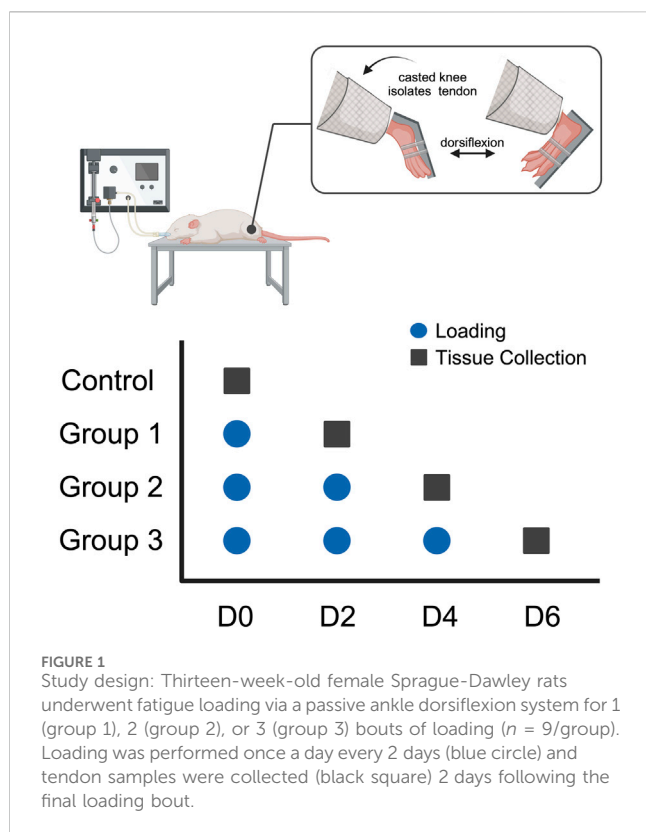 casted knee
isolates tendon
dorsiflexion
Loading
Tissue Collection
Control
Group 1
Group 2
Group 3
D0 D2 D4 D6
FIGURE 1
Study design: Thirteen-week-old female Sprague-Dawley rats
underwent fatigue loading via a passive ankle dorsiflexion system for 1
(group 1), 2 (group 2), or 3 (group 3) bouts of loading (n = 9/group).
Loading was performed once a day every 2 days (blue circle) and
tendon samples were collected (black square) 2 days following the
final loading bout.